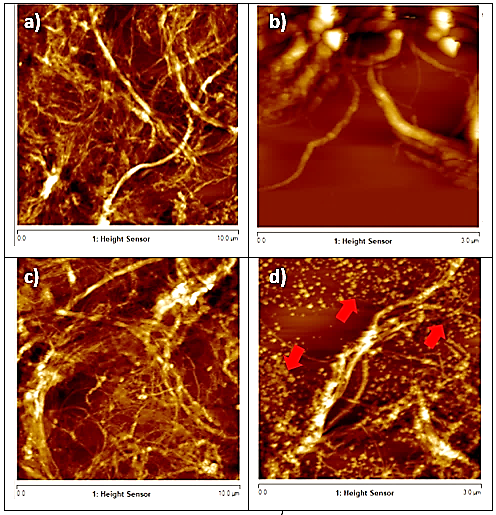 a)
b)
0.0 1: Height Sensor 10.0 µm
0.0 1: Height Sensor 3.0 µm
c)
d)
0.0 1: Height Sensor 10.0 µm
0.0 1: Height Sensor 3.0 µm